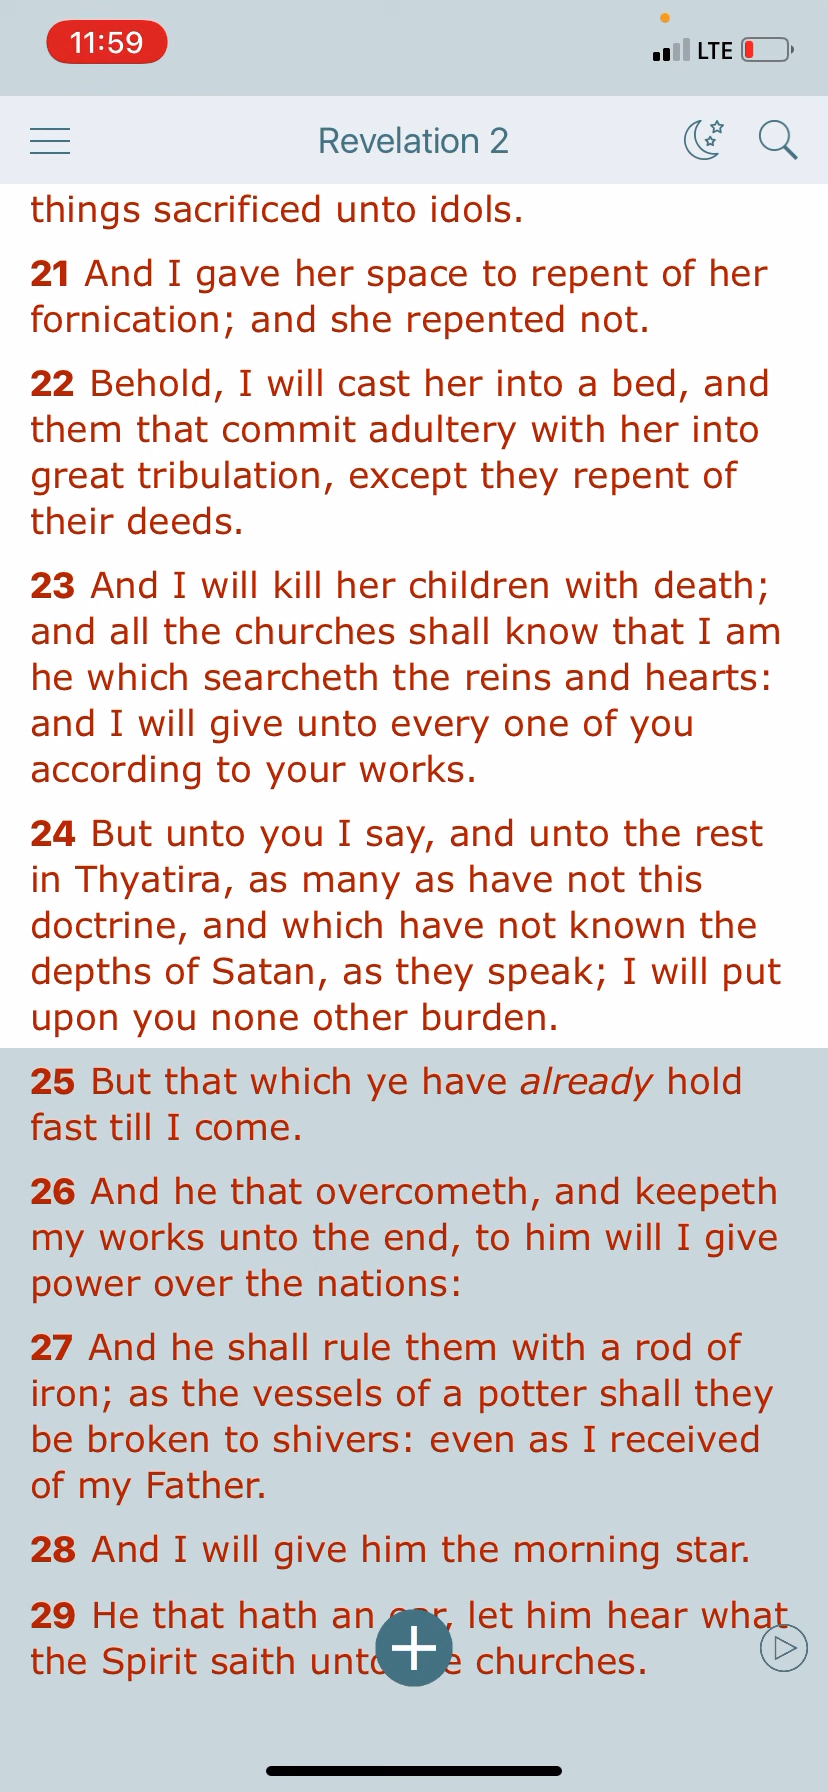 11:59
LTE
Revelation 2
things sacrificed unto idols.
21 And I gave her space to repent of her
fornication; and she repented not.
22 Behold, I will cast her into a bed, and
them that commit adultery with her into
great tribulation, except they repent of
their deeds.
23 And I will kill her children with death;
and all the churches shall know that I am
he which searcheth the reins and hearts:
and I will give unto every one of you
according to your works.
24 But unto you I say, and unto the rest
in Thyatira, as many as have not this
doctrine, and which have not known the
depths of Satan, as they speak; I will put
upon you none other burden.
25 But that which ye have already hold
fast till I come.
26 And he that overcometh, and keepeth
my works unto the end, to him will I give
power over the nations:
27 And he shall rule them with a rod of
iron; as the vessels of a potter shall they
be broken to shivers: even as I received
of my Father.
28 And I will give him the morning star.
29 He that hath an ear, let him hear what
the Spirit saith unto churches.